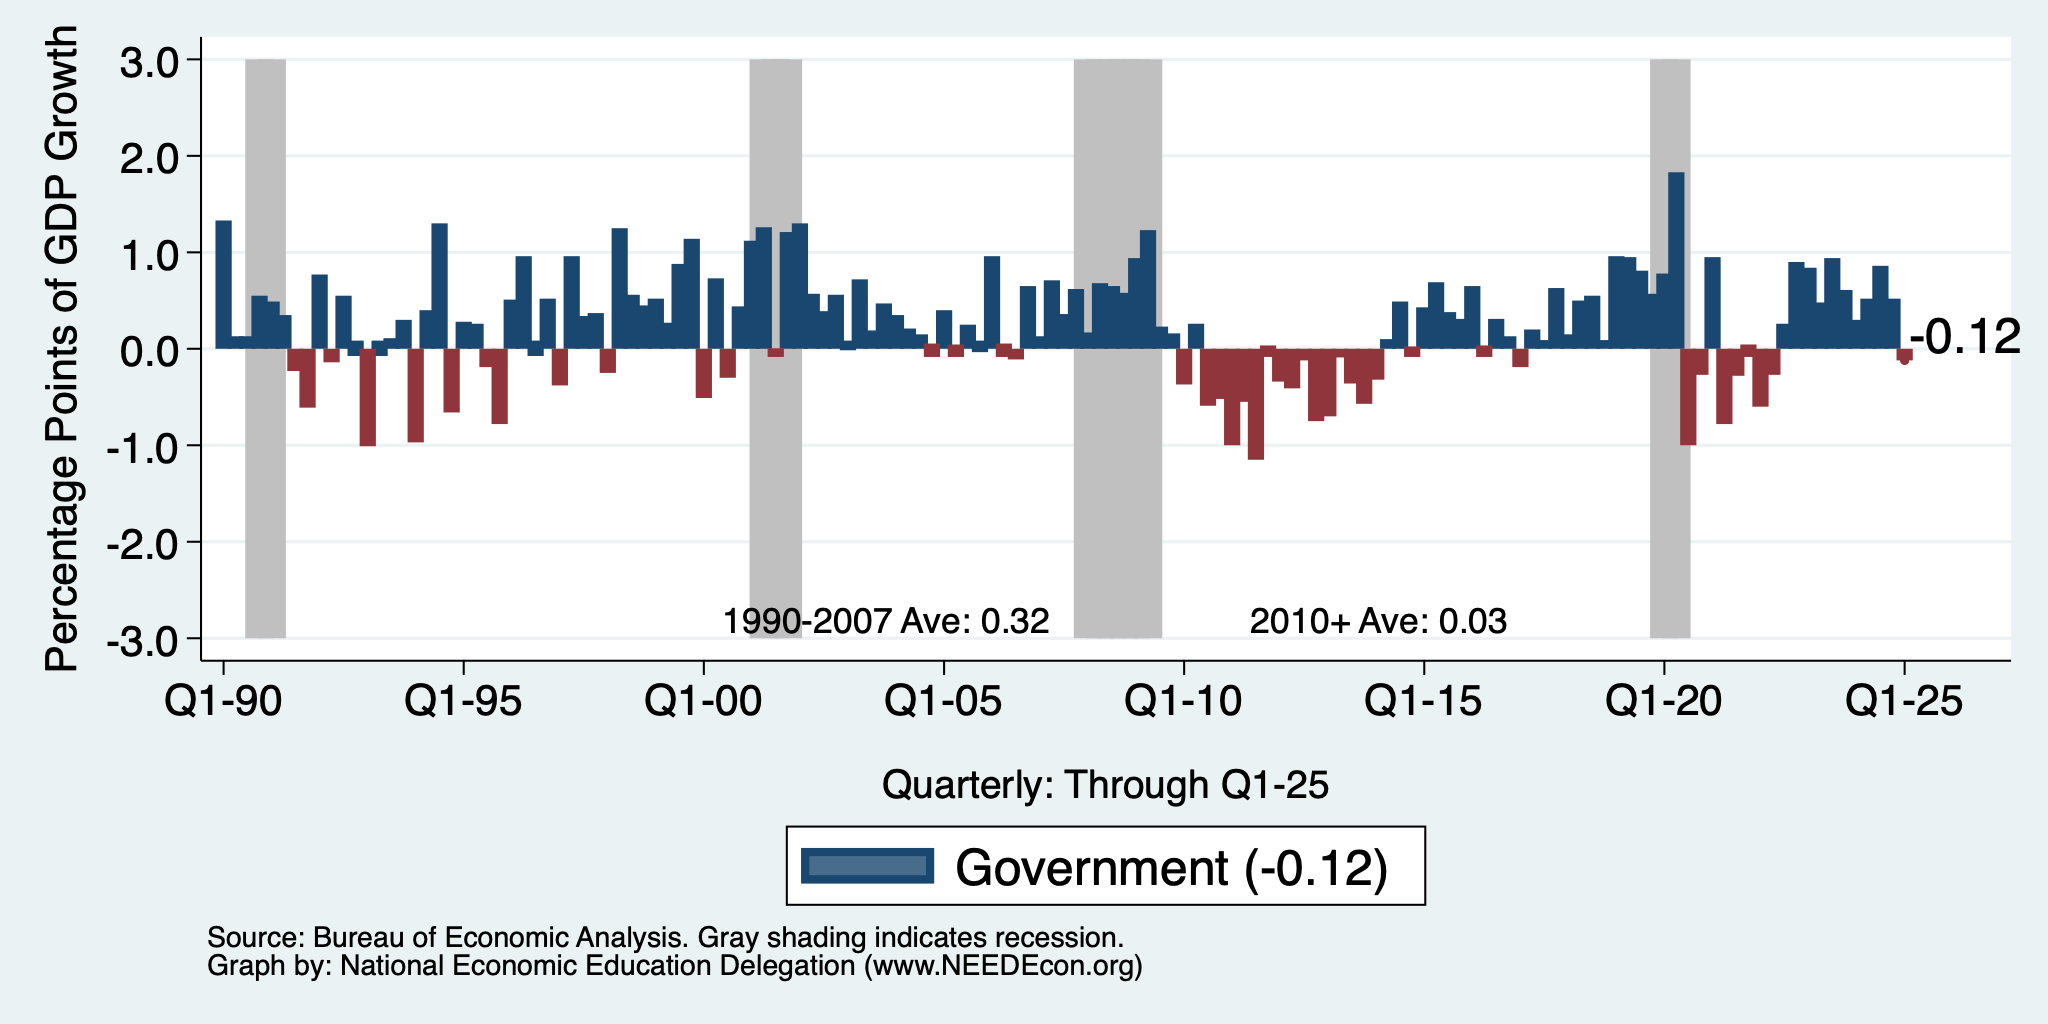 Percentage Points of GDP Growth
3.0
2.0
1.0
0.0
-1.0
-2.0
-3.0
-0.12
1990-2007 Ave: 0.32
2010+ Ave: 0.03
Q1-90
Q1-95
Q1-00
Q1-05
Q1-10
Q1-15
Q1-20
Q1-25
Quarterly: Through Q1-25
Government (-0.12)
Source: Bureau of Economic Analysis. Gray shading indicates recession.
Graph by: National Economic Education Delegation (www.NEEDEcon.org)